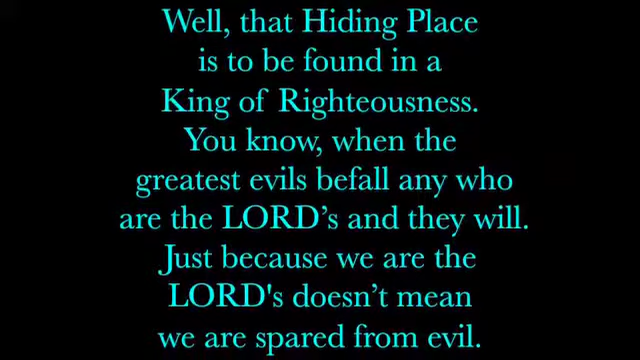 Well, that Hiding Place
is to be found in a
King of Righteousness.
You know, when the
greatest evils befall any who
are the LORD’s and they will.
Just because we are the
LORD's doesn’t mean
we are spared from evil.